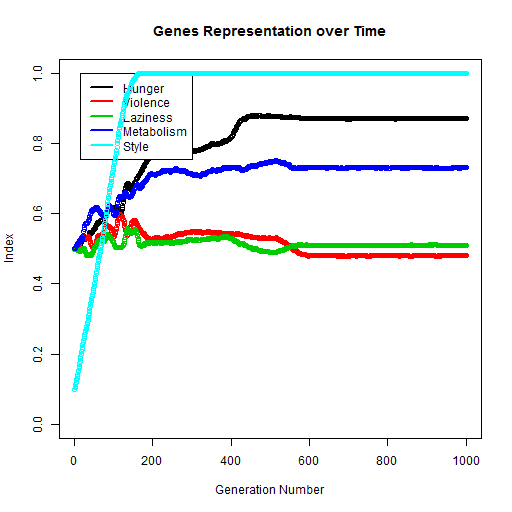 Genes Representation over Time
1.0
0.8
0.6
0.4
0.2
0.0
Index
Hunger
Violence
Laziness
Metabolism
Style
0
200
400
600
800
1000
Generation Number